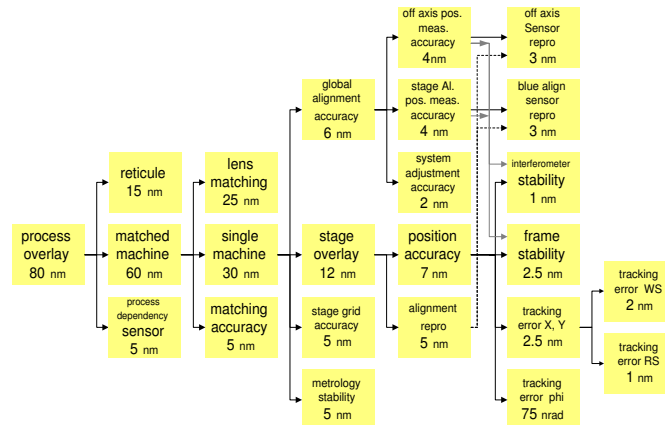 process
overlay
80 nm
reticule
15 nm
matched
machine
60 nm
process
dependency
sensor
5 nm
lens
matching
25 nm
single
machine
30 nm
matching
accuracy
5 nm
global
alignment
accuracy
6 nm
stage
overlay
12 nm
stage grid
accuracy
5 nm
metrology
stability
5 nm
off axis pos.
meas.
accuracy
4nm
stage Al.
pos. meas.
accuracy
4 nm
system
adjustment
accuracy
2 nm
position
accuracy
7 nm
alignment
repro
5 nm
off axis
Sensor
repro
3 nm
blue align
sensor
repro
3 nm
interferometer
stability
1 nm
frame
stability
2.5 nm
tracking
error X, Y
2.5 nm
tracking
error phi
75 nrad
tracking
error WS
2 nm
tracking
error RS
1 nm